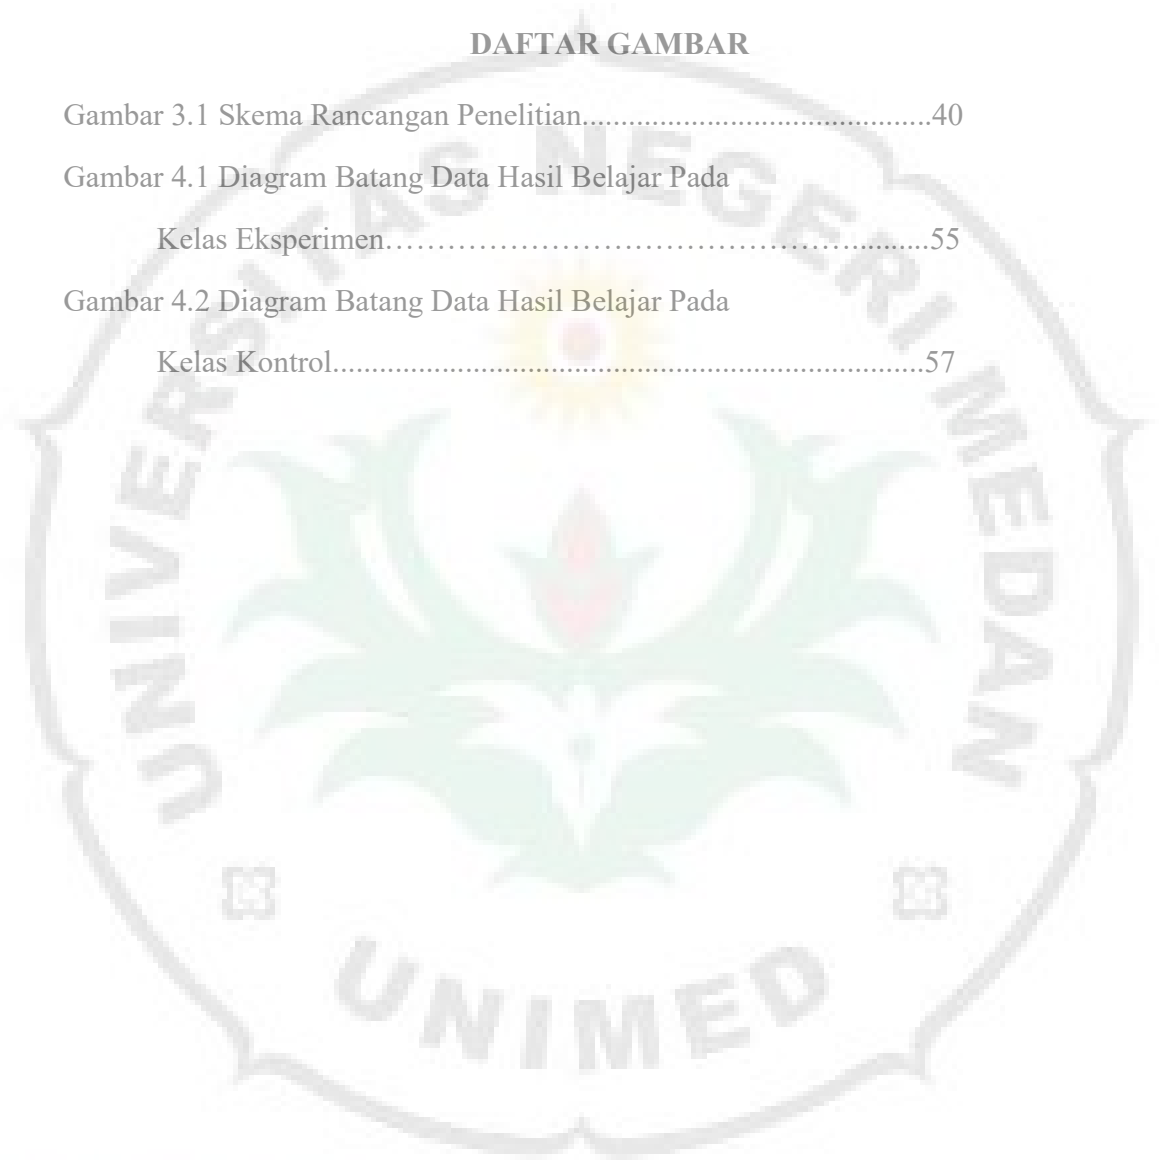 DAFTAR GAMBAR
Gambar 3.1 Skema Rancangan Penelitian.............................................40
Gambar 4.1 Diagram Batang Data Hasil Belajar Pada
Kelas Eksperimen……………………………………….........55
Gambar 4.2 Diagram Batang Data Hasil Belajar Pada
Kelas Kontrol............................................................................57
UNIVERSITAS NEGERI MEDAN
UNIMED